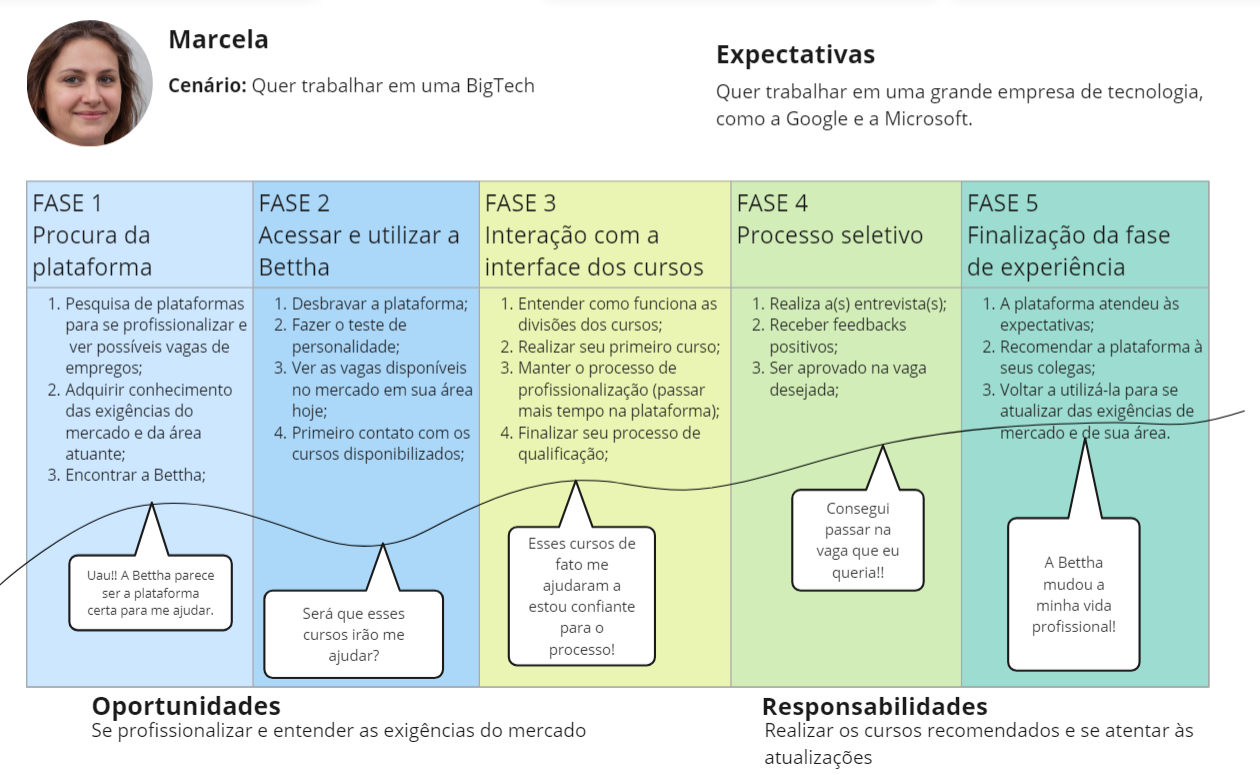 Marcela
Cenário: Quer trabalhar em uma BigTech
Expectativas
Quer trabalhar em uma grande empresa de tecnologia,
como a Google e a Microsoft.
FASE 1
Procura da
plataforma
1. Pesquisa de plataformas
para se profissionalizar e
ver possíveis vagas de
empregos;
2. Adquirir conhecimento
das exigências do
mercado e da área
atuante;
3. Encontrar a Bettha;
Uau!! A Bettha parece
ser a plataforma
certa para me ajudar.
FASE 2
Acessar e utilizar a
Bettha
1. Desbravar a plataforma;
2. Fazer o teste de
personalidade;
3. Ver as vagas disponíveis
no mercado em sua área
hoje;
4. Primeiro contato com os
cursos disponibilizados;
Será que esses
cursos irão me
ajudar?
FASE 3
Interação com a
interface dos cursos
1. Entender como funciona as
divisões dos cursos;
2. Realizar seu primeiro curso;
3. Manter o processo de
profissionalização (passar
mais tempo na plataforma);
4. Finalizar seu processo de
qualificação;
Esses cursos de
fato me
ajudaram a
estou confiante
para o
processo!
FASE 4
Processo seletivo
1. Realiza a(s) entrevista(s);
2. Receber feedbacks
positivos;
3. Ser aprovado na vaga
desejada;
Consegui
passar na
vaga que eu
queria!!
FASE 5
Finalização da fase
de experiência
1. A plataforma atendeu às
expectativas;
2. Recomendar a plataforma à
seus colegas;
3. Voltar a utilizá-la para se
atualizar das exigências de
mercado e de sua área.
A Bettha
mudou a
minha vida
profissional!
Oportunidades
Se profissionalizar e entender as exigências do mercado
Responsabilidades
Realizar os cursos recomendados e se atentar às
atualizações